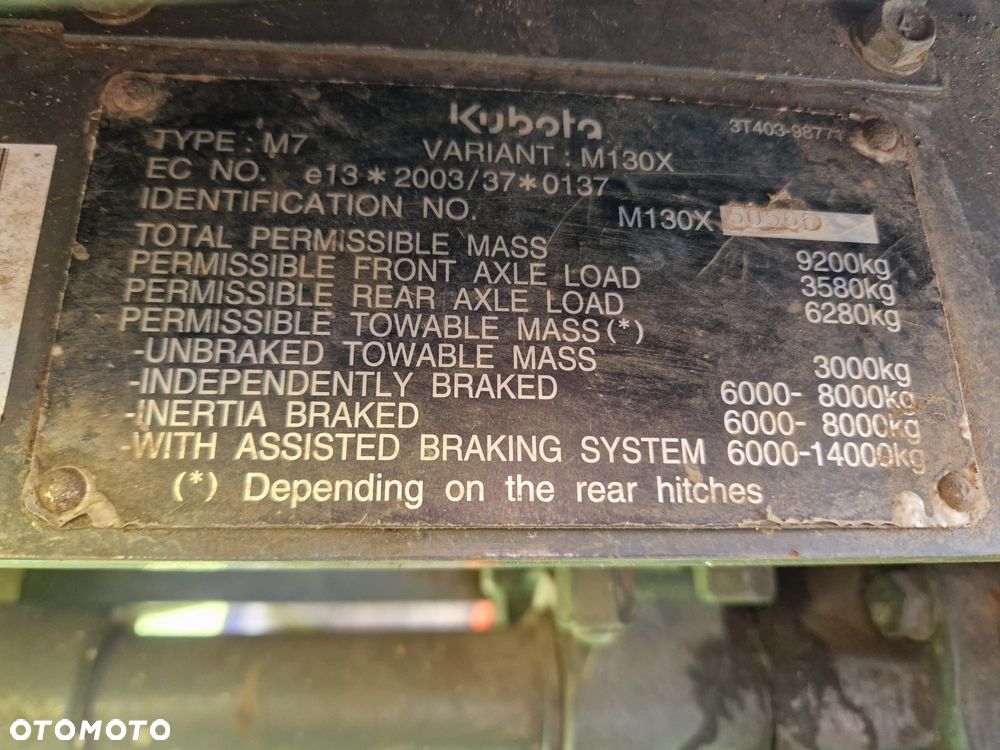 Kubota
3T403-9877
TYPE : M7 VARIANT : M130X
EC NO. e13*2003/37*0137
IDENTIFICATION NO. M130X
TOTAL PERMISSIBLE MASS 9200kg
PERMISSIBLE FRONT AXLE LOAD 3580kg
PERMISSIBLE REAR AXLE LOAD 6280kg
PERMISSIBLE TOWABLE MASS(*)
-UNBRAKED TOWABLE MASS 3000kg
-INDEPENDENTLY BRAKED 6000- 8000kg
-INERTIA BRAKED 6000- 8000kg
-WITH ASSISTED BRAKING SYSTEM 6000-14000kg
(*) Depending on the rear hitches
OTOMOTO